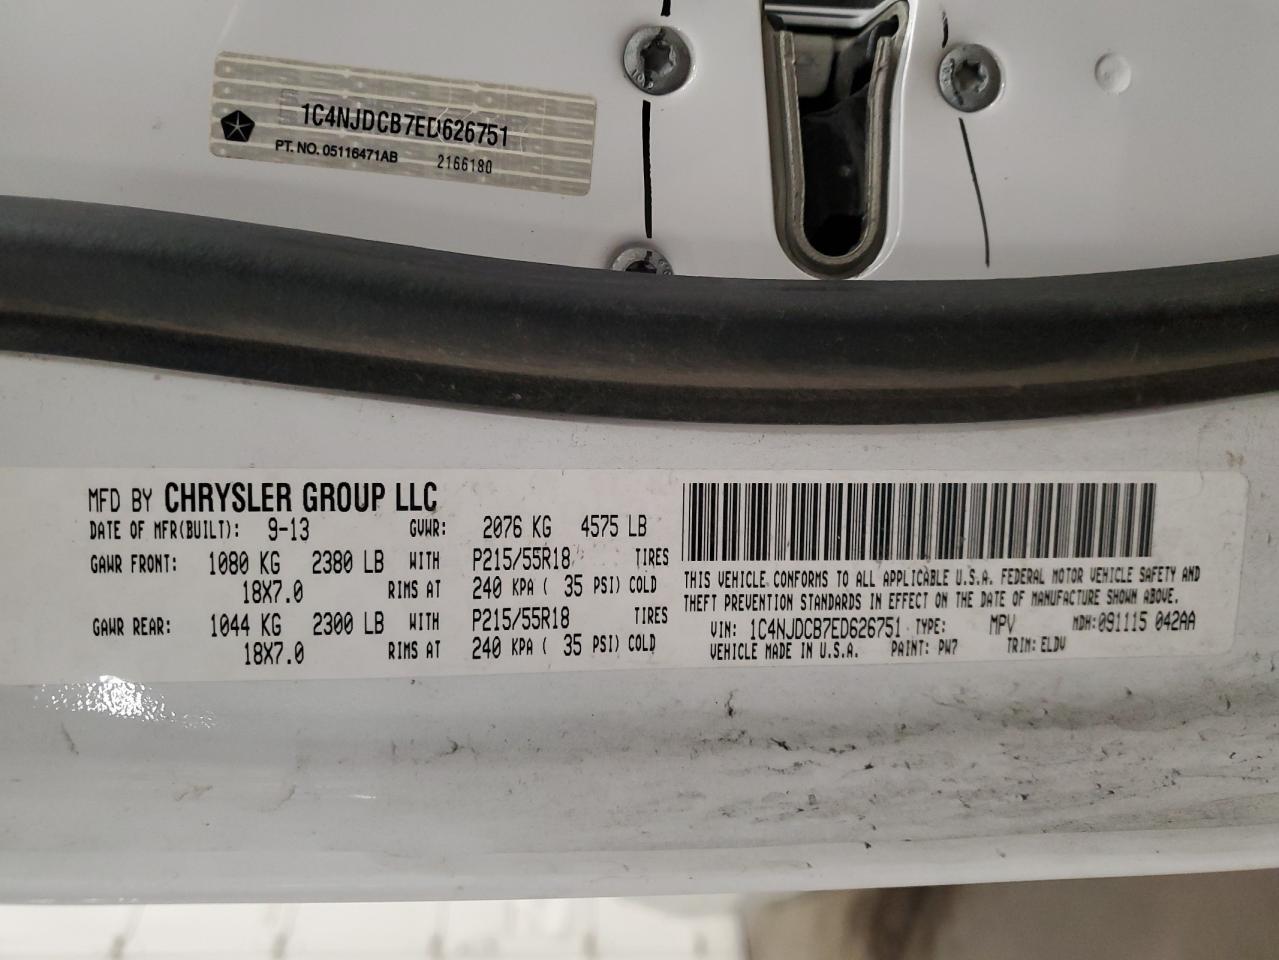 1C4NJDCB7ED626751
PT. NO. 05116471AB 2166180
MFD BY CHRYSLER GROUP LLC
DATE OF MFR(BUILT): 9-13 GVWR: 2076 KG 4575 LB
GAWR FRONT: 1080 KG 2380 LB WITH P215/55R18 TIRES
18X7.0 RIMS AT 240 KPA ( 35 PSI) COLD
GAWR REAR: 1044 KG 2300 LB WITH P215/55R18 TIRES
18X7.0 RIMS AT 240 KPA ( 35 PSI) COLD
THIS VEHICLE CONFORMS TO ALL APPLICABLE U.S.A. FEDERAL MOTOR VEHICLE SAFETY AND
THEFT PREVENTION STANDARDS IN EFFECT ON THE DATE OF MANUFACTURE SHOWN ABOVE.
VIN: 1C4NJDCB7ED626751 TYPE: MPV MDH: 091115 042AA
VEHICLE MADE IN U.S.A. PAINT: PW7 TRIM: ELDV